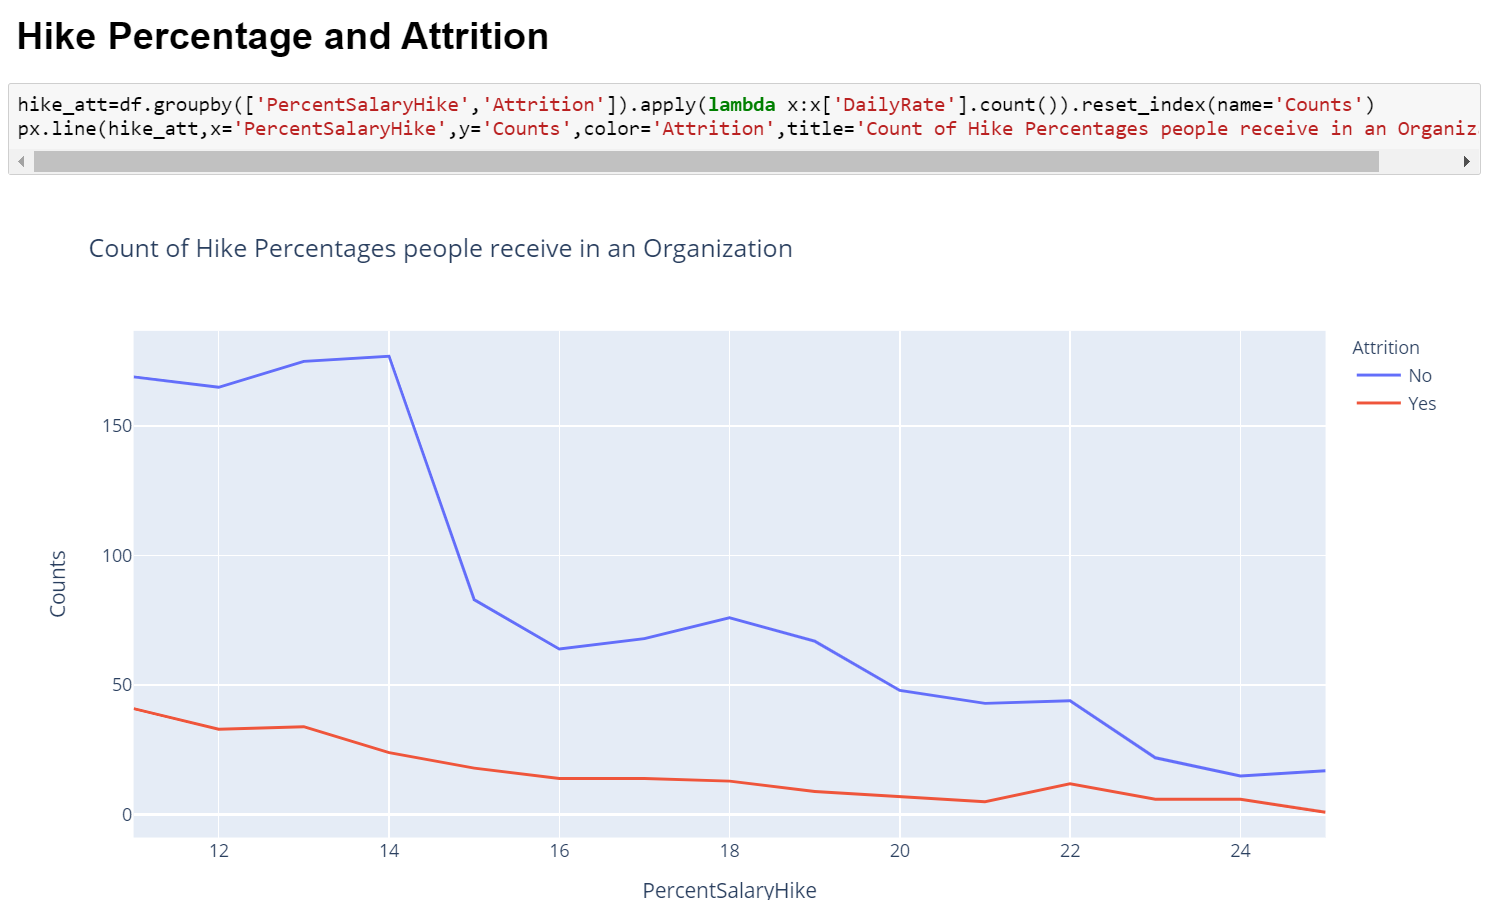 Hike Percentage and Attrition
hike_att=df.groupby(['PercentSalaryHike','Attrition']).apply(lambda x:x['DailyRate'].count()).reset_index(name='Counts')
px.line(hike_att,x='PercentSalaryHike',y='Counts',color='Attrition',title='Count of Hike Percentages people receive in an Organiz
Count of Hike Percentages people receive in an Organization
Attrition
No
Yes
150
100
50
0
Counts
12 14 16 18 20 22 24
PercentSalaryHike